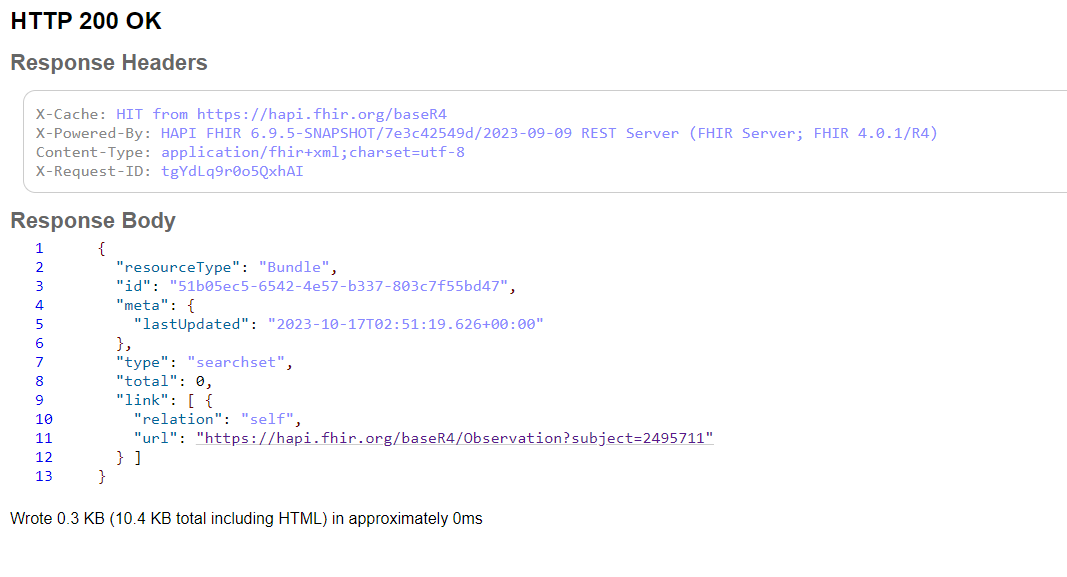 HTTP 200 OK
Response Headers
X-Cache: HIT from https://hapi.fhir.org/baseR4
X-Powered-By: HAPI FHIR 6.9.5-SNAPSHOT/7e3c42549d/2023-09-09 REST Server (FHIR Server; FHIR 4.0.1/R4)
Content-Type: application/fhir+xml;charset=utf-8
X-Request-ID: tgYdLq9r0o5QxhAI
Response Body
1 {
2 "resourceType": "Bundle",
3 "id": "51b05ec5-6542-4e57-b337-803c7f55bd47",
4 "meta": {
5 "lastUpdated": "2023-10-17T02:51:19.626+00:00"
6 },
7 "type": "searchset",
8 "total": 0,
9 "link": [ {
10 "relation": "self",
11 "url": "https://hapi.fhir.org/baseR4/Observation?subject=2495711"
12 } ]
13 }
Wrote 0.3 KB (10.4 KB total including HTML) in approximately 0ms